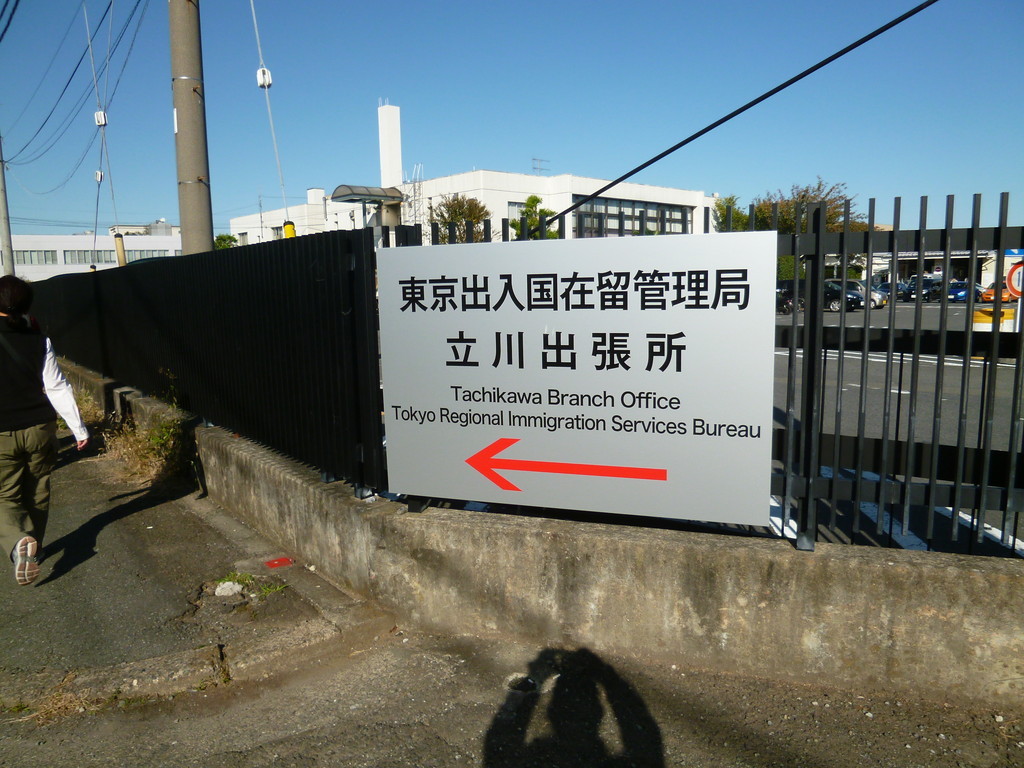 東京出入国在留管理局
立川出張所
Tachikawa Branch Office
Tokyo Regional Immigration Services Bureau